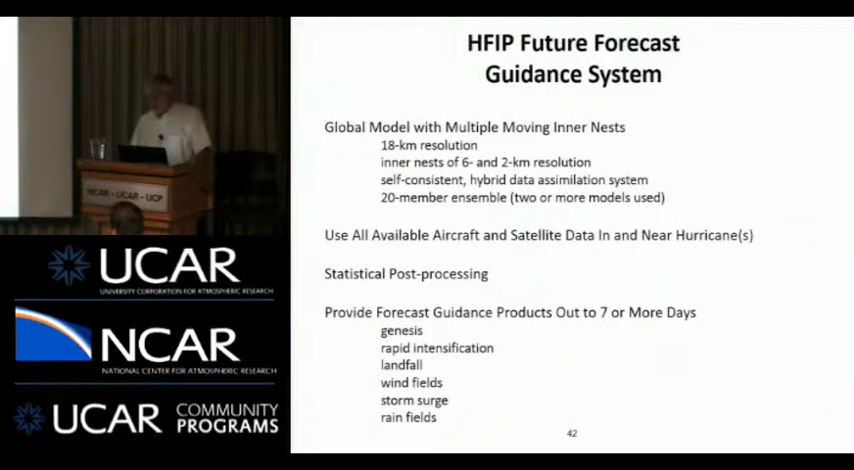 HFIP Future Forecast
Guidance System
Global Model with Multiple Moving Inner Nests
18-km resolution
inner nests of 6- and 2-km resolution
self-consistent, hybrid data assimilation system
20-member ensemble (two or more models used)
Use All Available Aircraft and Satellite Data In and Near Hurricane(s)
Statistical Post-processing
Provide Forecast Guidance Products Out to 7 or More Days
genesis
rapid intensification
landfall
wind fields
storm surge
rain fields
42
NCAR - UCAR - UCP
UCAR
UNIVERSITY CORPORATION FOR ATMOSPHERIC RESEARCH
NCAR
NATIONAL CENTER FOR ATMOSPHERIC RESEARCH
UCAR COMMUNITY
PROGRAMS